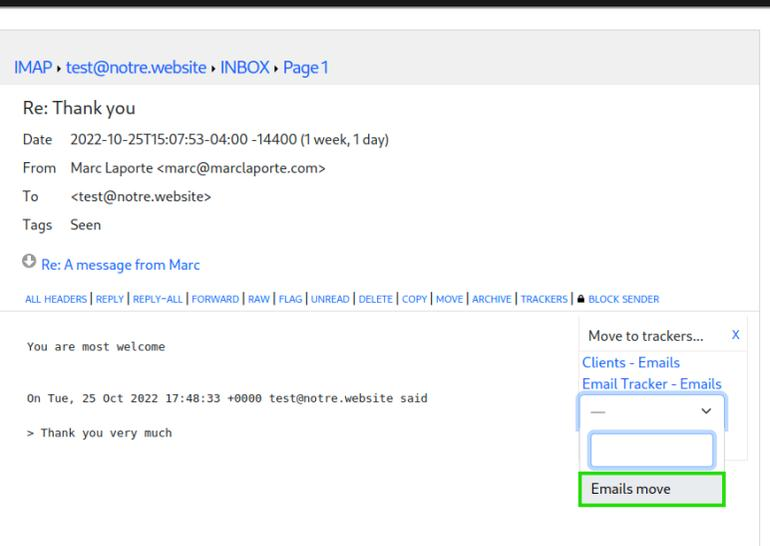 IMAP ‣ test@notre.website ‣ INBOX ‣ Page 1
Re: Thank you
Date 2022-10-25T15:07:53-04:00 -14400 (1 week, 1 day)
From Marc Laporte <marc@marclaporte.com>
To <test@notre.website>
Tags Seen
Re: A message from Marc
ALL HEADERS | REPLY | REPLY-ALL | FORWARD | RAW | FLAG | UNREAD | DELETE | COPY | MOVE | ARCHIVE | TRACKERS | BLOCK SENDER
Move to trackers... X
You are most welcome
Clients - Emails
Email Tracker - Emails
On Tue, 25 Oct 2022 17:48:33 +0000 test@notre.website said
—
> Thank you very much
Emails move